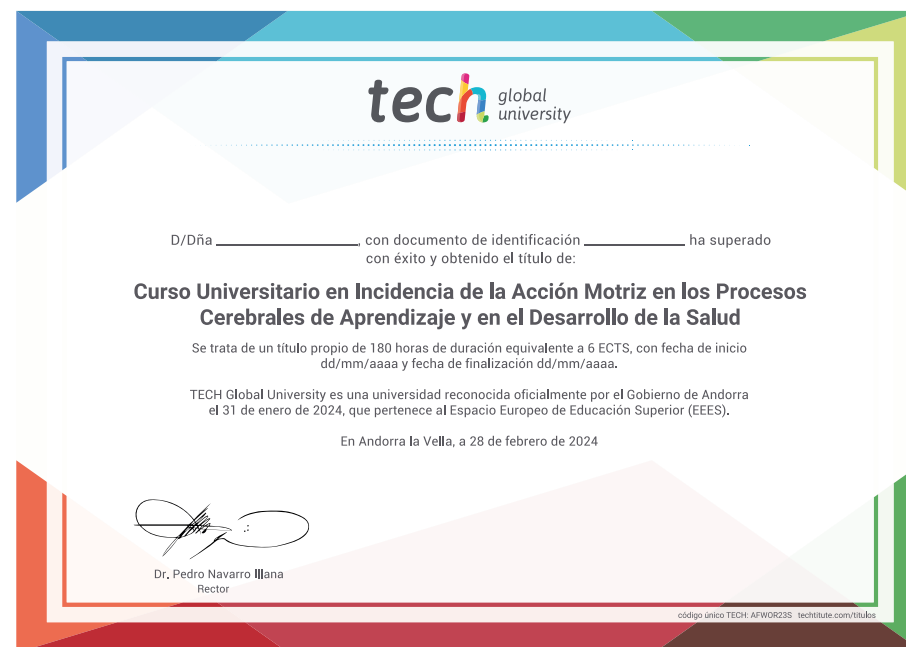 tech global university
D/Dña ______________________, con documento de identificación ______________ ha superado
con éxito y obtenido el título de:
Curso Universitario en Incidencia de la Acción Motriz en los Procesos
Cerebrales de Aprendizaje y en el Desarrollo de la Salud
Se trata de un título propio de 180 horas de duración equivalente a 6 ECTS, con fecha de inicio
dd/mm/aaaa y fecha de finalización dd/mm/aaaa.
TECH Global University es una universidad reconocida oficialmente por el Gobierno de Andorra
el 31 de enero de 2024, que pertenece al Espacio Europeo de Educación Superior (EEES).
En Andorra la Vella, a 28 de febrero de 2024
Dr. Pedro Navarro Illana
Rector
código único TECH: AFWOR23S techtitute.com/titulos